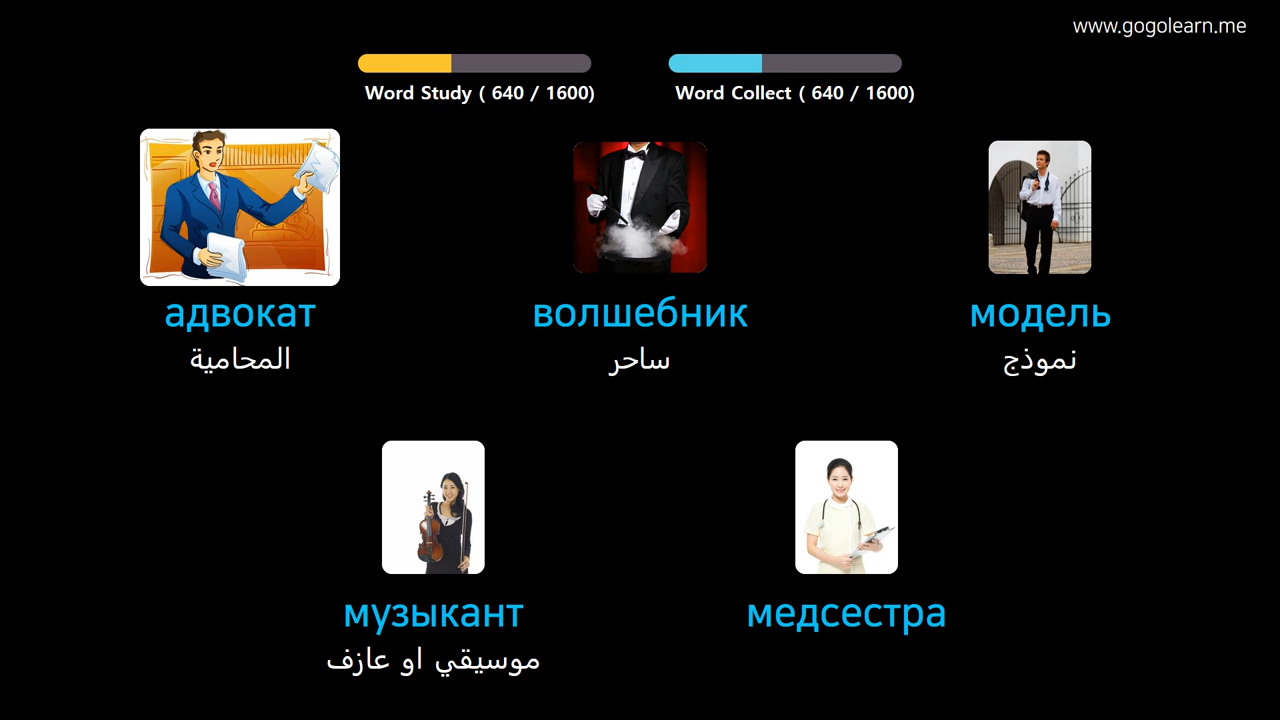 www.gogolearn.me
Word Study ( 640 / 1600)
Word Collect ( 640 / 1600)
адвокат
المحامية
волшебник
ساحر
модель
نموذج
музыкант
موسيقي او عازف
медсестра